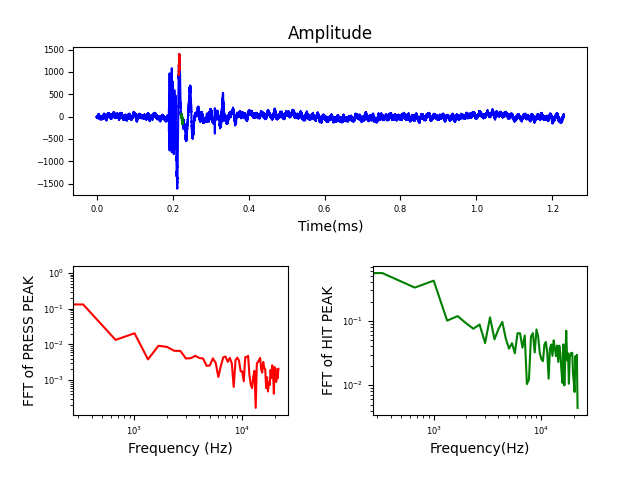 Amplitude
1500
1000
500
0
−500
−1000
−1500
0.0 0.2 0.4 0.6 0.8 1.0 1.2
Time(ms)
FFT of PRESS PEAK
10⁰
10⁻¹
10⁻²
10⁻³
10³ 10⁴
Frequency (Hz)
FFT of HIT PEAK
10⁻¹
10⁻²
10³ 10⁴
Frequency(Hz)